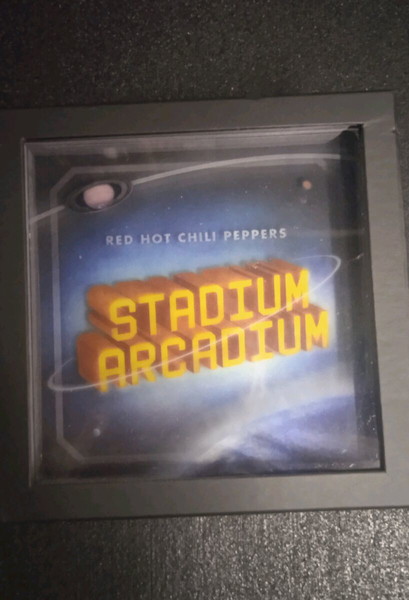 RED HOT CHILI PEPPERS
STADIUM
ARCADIUM